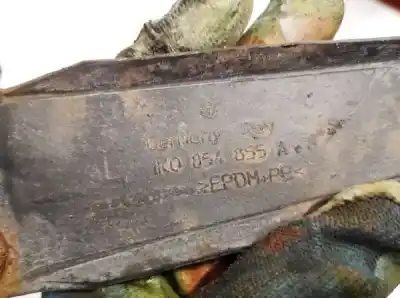 Germany
L 1K0 854 855 A
>EPDM+PP<